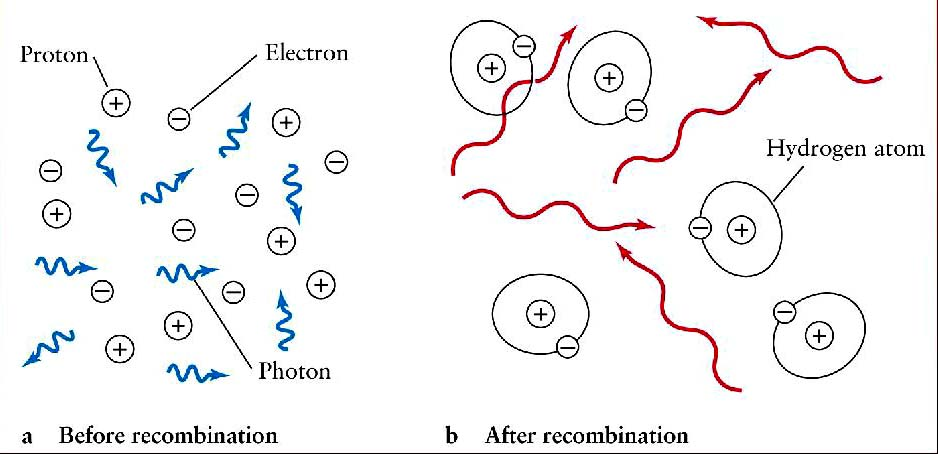 Proton
Electron
Photon
a Before recombination
Hydrogen atom
b After recombination